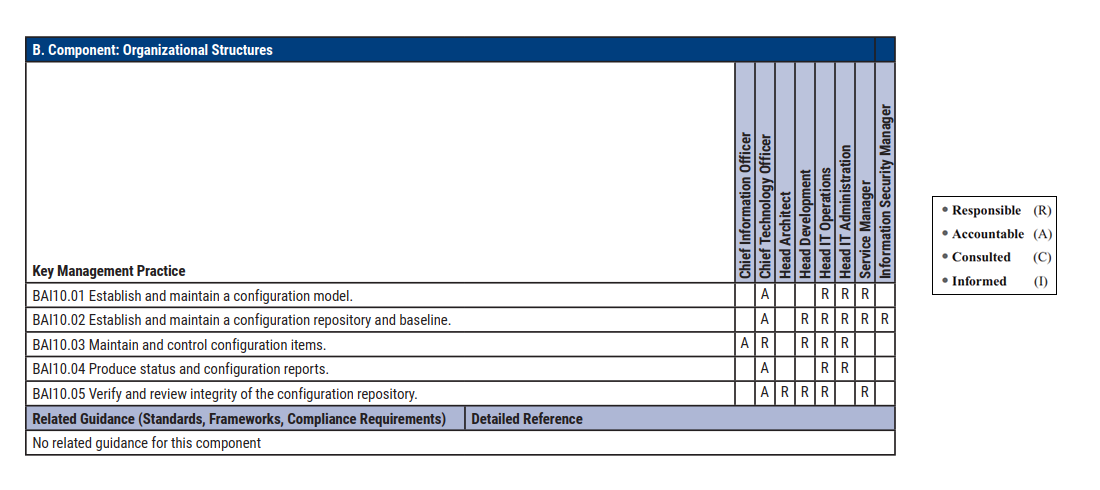 B. Component: Organizational Structures
Key Management Practice
Chief Information Officer
Chief Technology Officer
Head Architect
Head Development
Head IT Operations
Head IT Administration
Service Manager
Information Security Manager
BAI10.01 Establish and maintain a configuration model. A R R R
BAI10.02 Establish and maintain a configuration repository and baseline. A R R R R R
BAI10.03 Maintain and control configuration items. A R R R R
BAI10.04 Produce status and configuration reports. A R R
BAI10.05 Verify and review integrity of the configuration repository. A R R R R
Related Guidance (Standards, Frameworks, Compliance Requirements) Detailed Reference
No related guidance for this component
• Responsible (R)
• Accountable (A)
• Consulted (C)
• Informed (I)